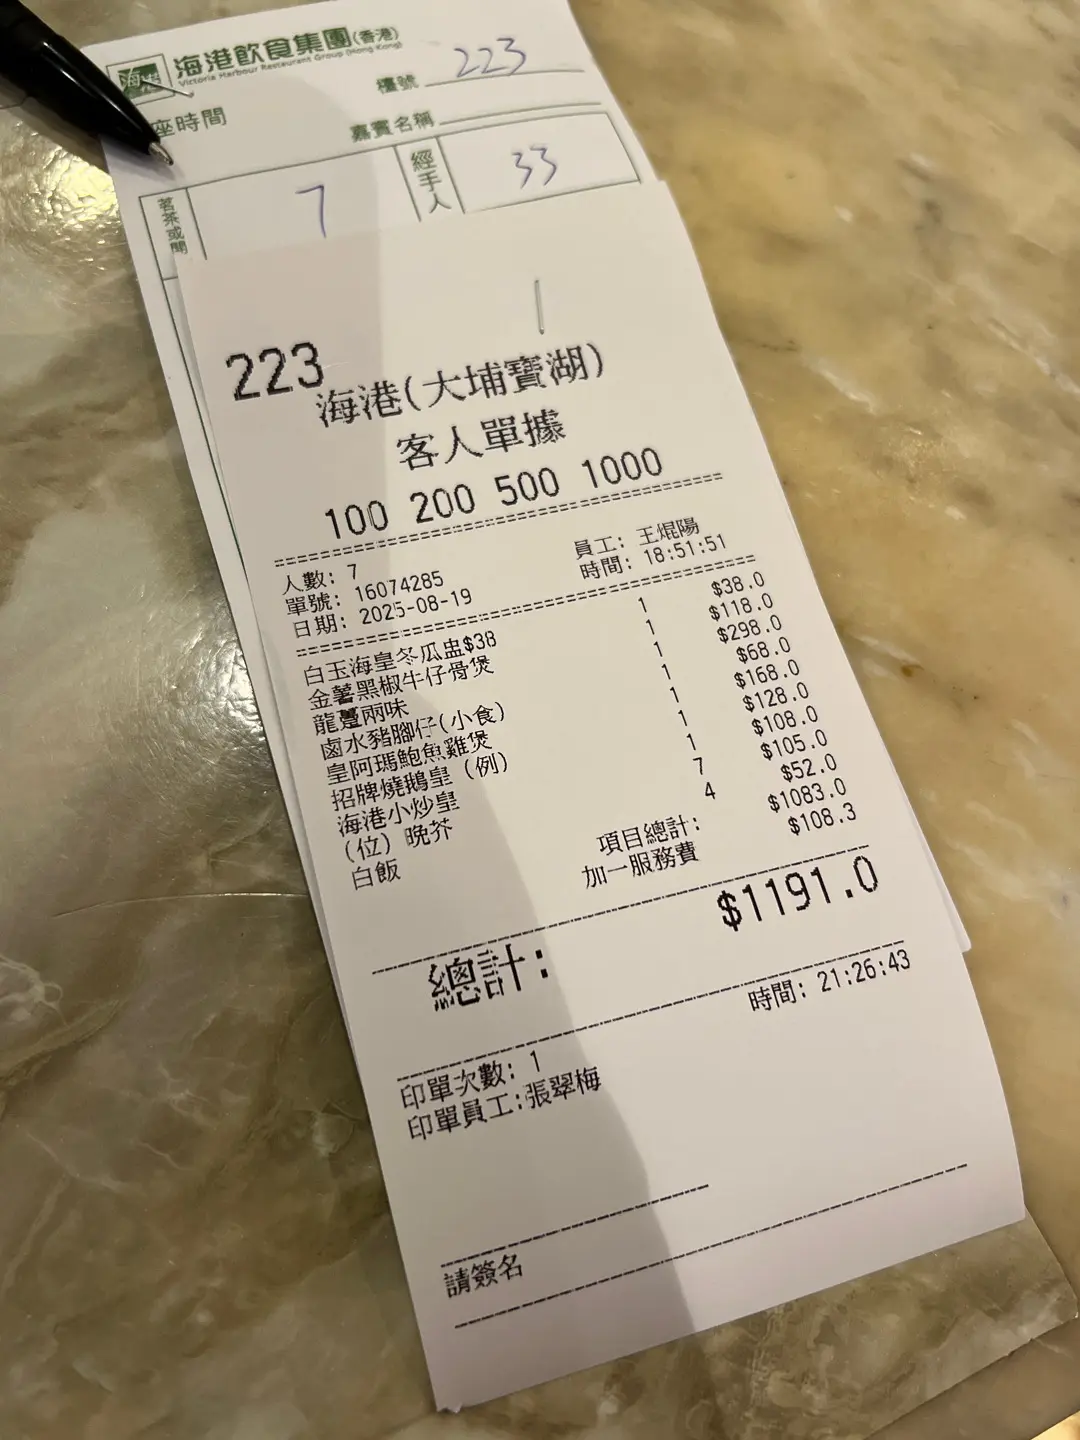 海港飲食集團(香港)
Victoria Harbour Restaurant Group (Hong Kong)
海港
檯號 223
座時間
嘉賓名稱
茗茶或開 7 經手人 33
223
海港(大埔寶湖)
客人單據
100 200 500 1000
人數: 7 員工: 王焜陽
單號: 16074285 時間: 18:51:51
日期: 2025-08-19
白玉海皇冬瓜盅$38 1 $38.0
金薯黑椒牛仔骨煲 1 $118.0
龍躉兩味 1 $298.0
鹵水豬腳仔(小食) 1 $68.0
皇阿瑪鮑魚雞煲 1 $168.0
招牌燒鵝皇 (例) 1 $128.0
海港小炒皇 1 $108.0
(位) 晚芥 7 $105.0
白飯 4 $52.0
項目總計: $1083.0
加一服務費 $108.3
總計: $1191.0
時間: 21:26:43
印單次數: 1
印單員工:張翠梅
請簽名